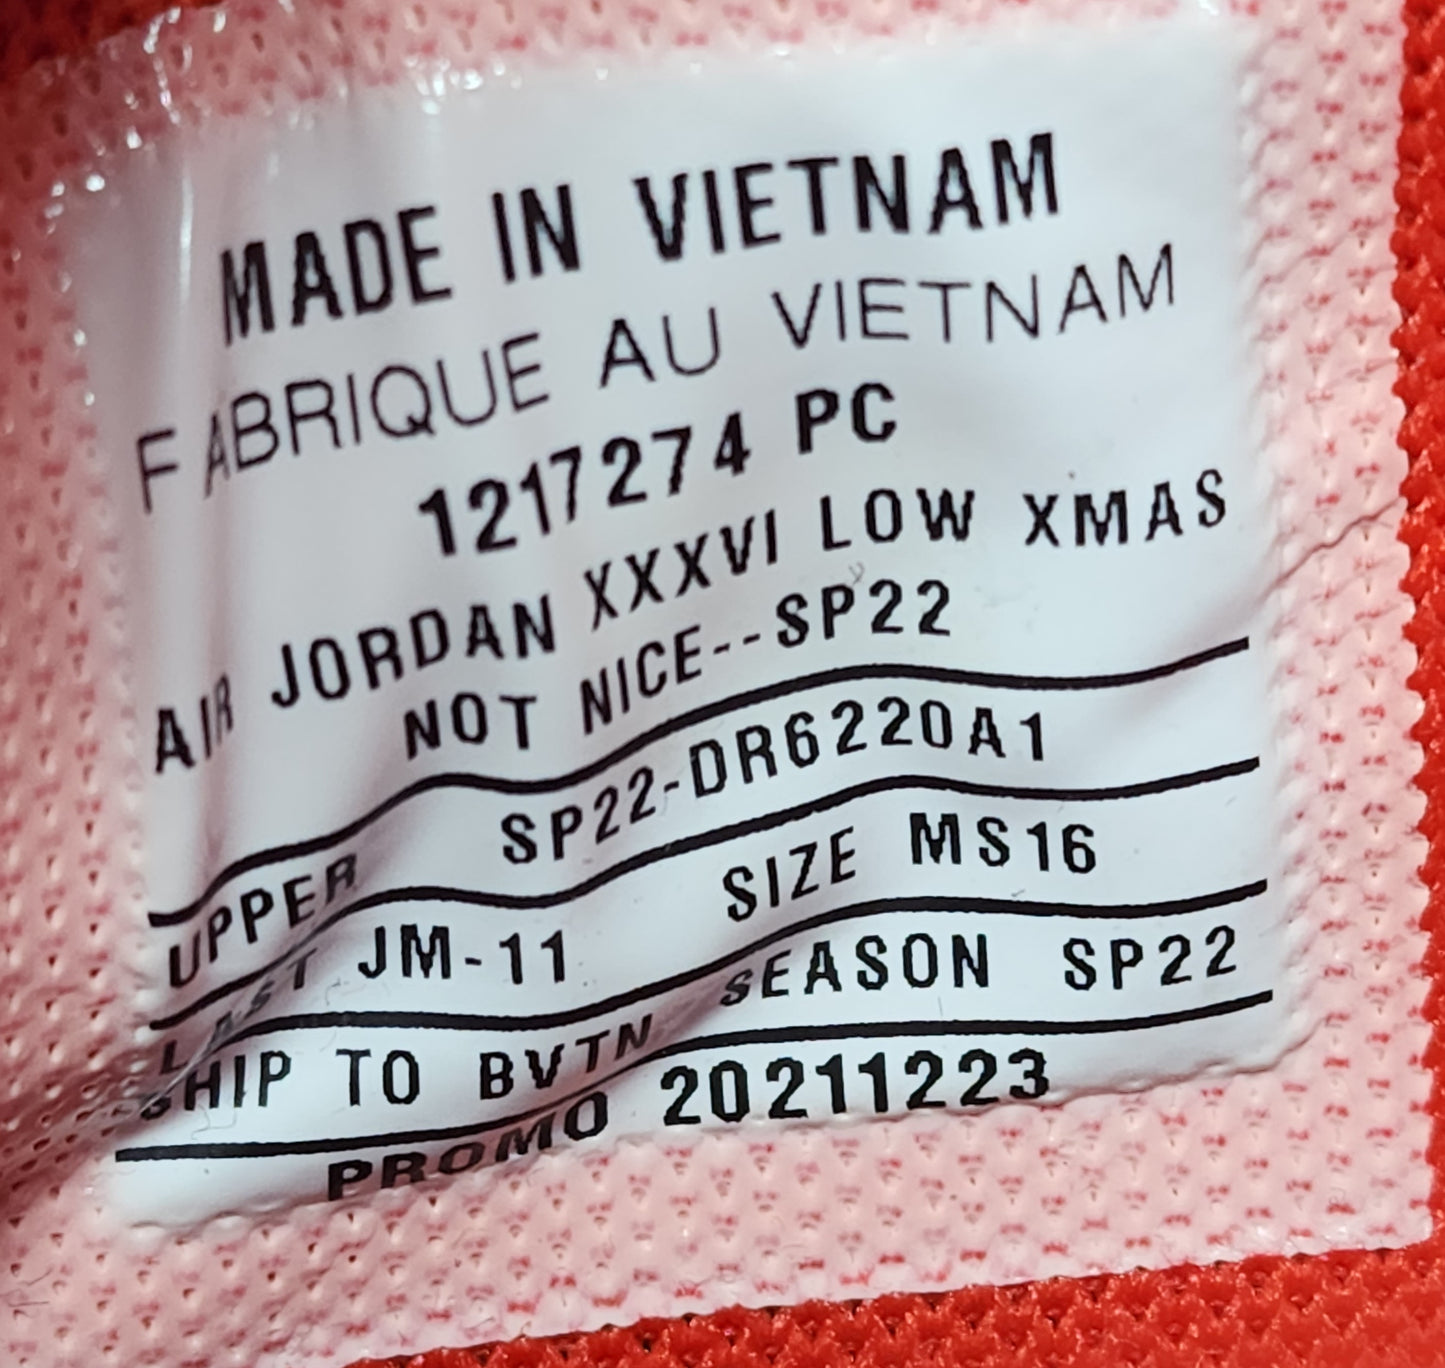 MADE IN VIETNAM
FABRIQUE AU VIETNAM
1217274 PC
AIR JORDAN XXXVI LOW XMAS
NOT NICE--SP22
UPPER SP22-DR6220A1
LAST JM-11 SIZE MS16
SHIP TO BVTN SEASON SP22
PROMO 20211223